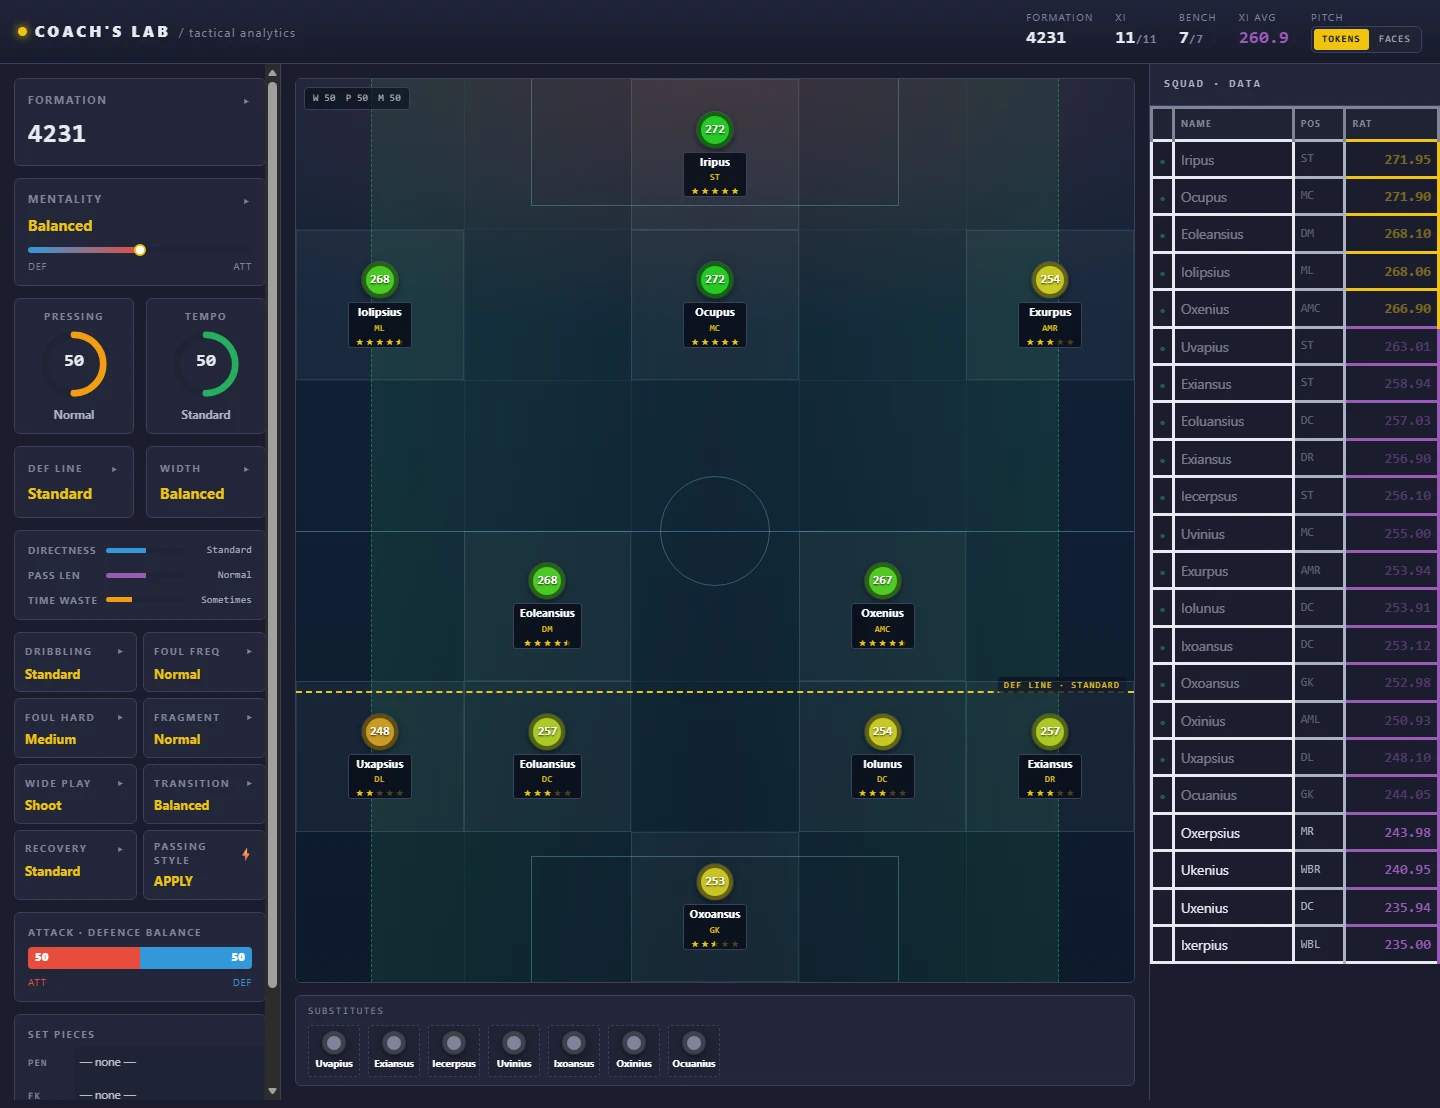 COACH'S LAB / tactical analytics
FORMATION
4231
XI
11/11
BENCH
7/7
XI AVG
260.9
PITCH
TOKENS FACES
FORMATION ▸
4231
MENTALITY ▸
Balanced
DEF ATT
PRESSING
50
Normal
TEMPO
50
Standard
DEF LINE ▸
Standard
WIDTH ▸
Balanced
DIRECTNESS Standard
PASS LEN Normal
TIME WASTE Sometimes
DRIBBLING ▸
Standard
FOUL FREQ ▸
Normal
FOUL HARD ▸
Medium
FRAGMENT ▸
Normal
WIDE PLAY ▸
Shoot
TRANSITION ▸
Balanced
RECOVERY ▸
Standard
PASSING
STYLE
APPLY
ATTACK · DEFENCE BALANCE
50 50
ATT DEF
SET PIECES
PEN — none —
FK — none —
W 50 P 50 M 50
272
Iripus
ST
★★★★★
268
Iolipsius
ML
272
Ocupus
MC
★★★★★
254
Exurpus
AMR
★★★★★
268
Eoleansius
DM
267
Oxenius
AMC
DEF LINE · STANDARD
248
Uxapsius
DL
★★★★★
257
Eoluansius
DC
★★★★★
254
Iolunus
DC
★★★★★
257
Exiansus
DR
★★★★★
253
Oxoansus
GK
SUBSTITUTES
Uvapius Exiansus Iecerpsus Uvinius Ixoansus Oxinius Ocuanius
SQUAD · DATA
NAME POS RAT
Iripus ST 271.95
Ocupus MC 271.90
Eoleansius DM 268.10
Iolipsius ML 268.06
Oxenius AMC 266.90
Uvapius ST 263.01
Exiansus ST 258.94
Eoluansius DC 257.03
Exiansus DR 256.90
Iecerpsus ST 256.10
Uvinius MC 255.00
Exurpus AMR 253.94
Iolunus DC 253.91
Ixoansus DC 253.12
Oxoansus GK 252.98
Oxinius AML 250.93
Uxapsius DL 248.10
Ocuanius GK 244.05
Oxerpsius MR 243.98
Ukenius WBR 240.95
Uxenius DC 235.94
Ixerpius WBL 235.00